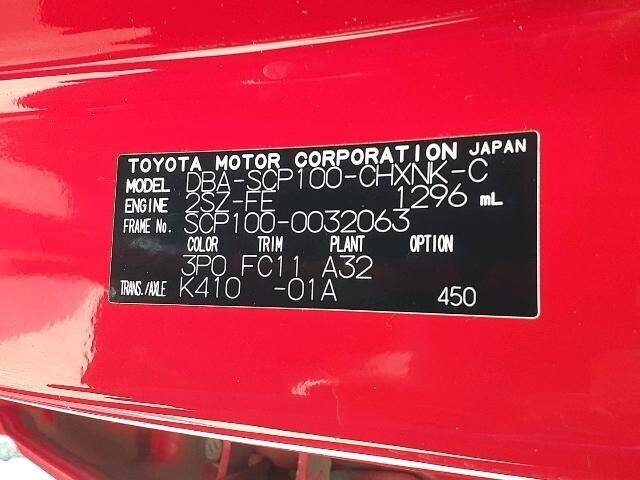 TOYOTA MOTOR CORPORATION JAPAN
MODEL DBA-SCP100-CHXNK-C
ENGINE 2SZ-FE 1296 mL
FRAME No. SCP100-0032063
COLOR TRIM PLANT OPTION
3P0 FC11 A32
TRANS./AXLE K410 -01A 450